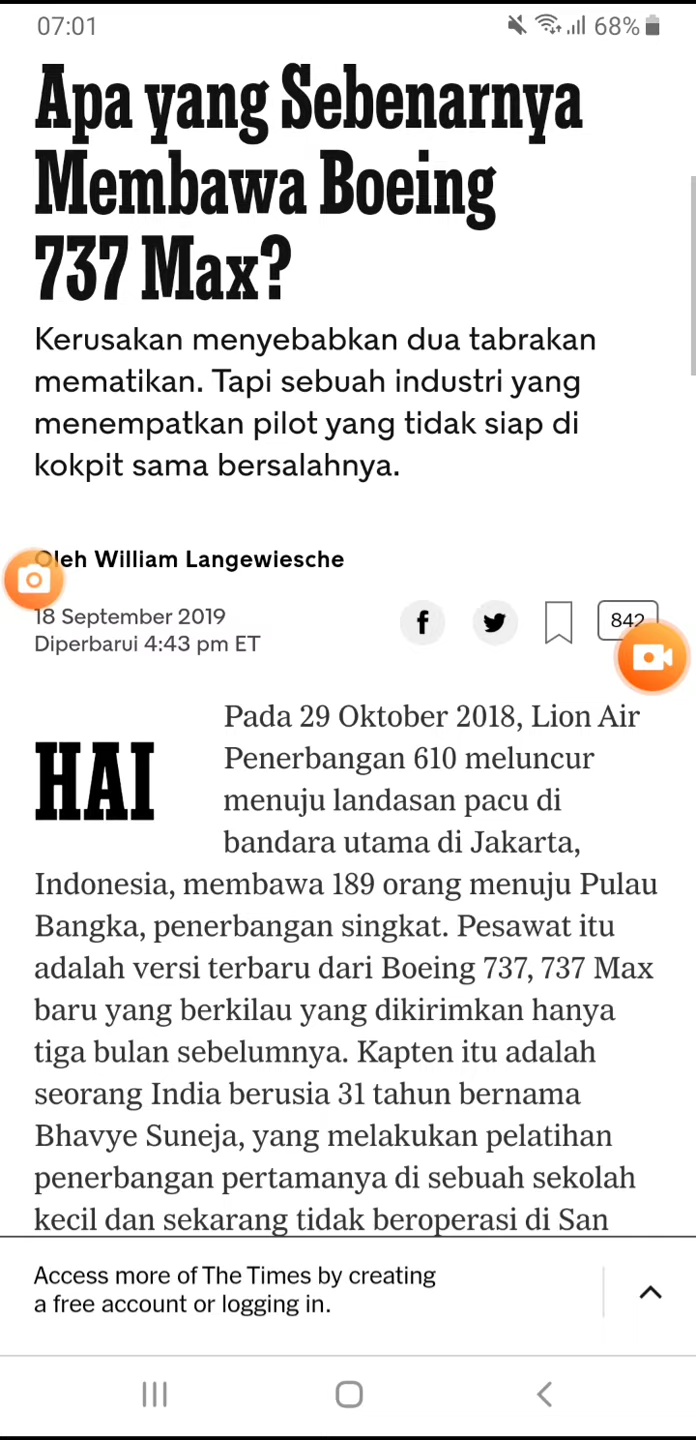 07:01
68%
Apa yang Sebenarnya
Membawa Boeing
737 Max?
Kerusakan menyebabkan dua tabrakan
mematikan. Tapi sebuah industri yang
menempatkan pilot yang tidak siap di
kokpit sama bersalahnya.
Oleh William Langewiesche
18 September 2019
Diperbarui 4:43 pm ET
842
HAI
Pada 29 Oktober 2018, Lion Air
Penerbangan 610 meluncur
menuju landasan pacu di
bandara utama di Jakarta,
Indonesia, membawa 189 orang menuju Pulau
Bangka, penerbangan singkat. Pesawat itu
adalah versi terbaru dari Boeing 737, 737 Max
baru yang berkilau yang dikirimkan hanya
tiga bulan sebelumnya. Kapten itu adalah
seorang India berusia 31 tahun bernama
Bhavye Suneja, yang melakukan pelatihan
penerbangan pertamanya di sebuah sekolah
kecil dan sekarang tidak beroperasi di San
Access more of The Times by creating
a free account or logging in.